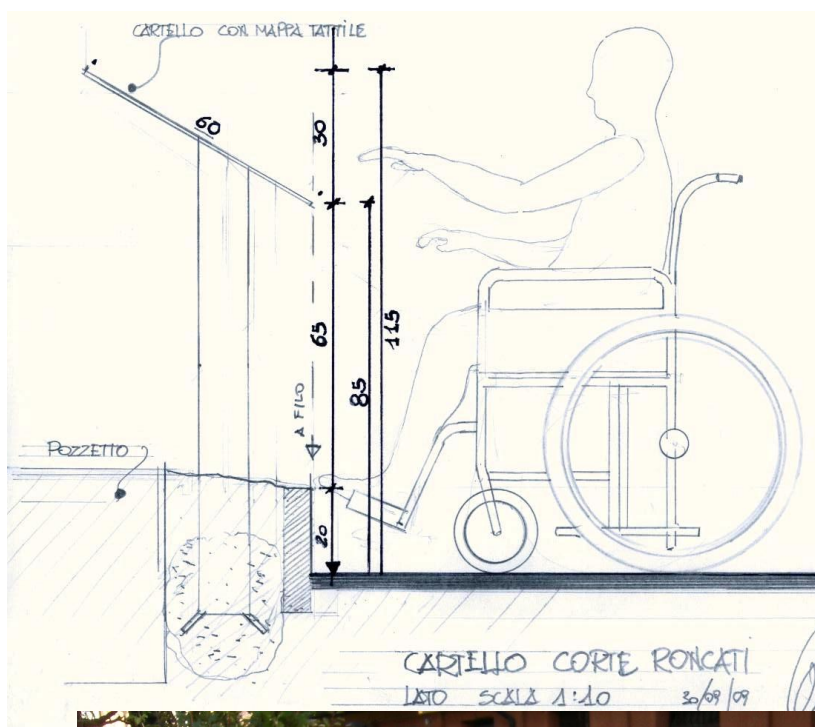 CARTELLO CON MAPPA TATTILE
60
30
65
115
85
A FILO
POZZETTO
20
CARTELLO CORTE RONCATI
LATO SCALA 1:10 30/09/09